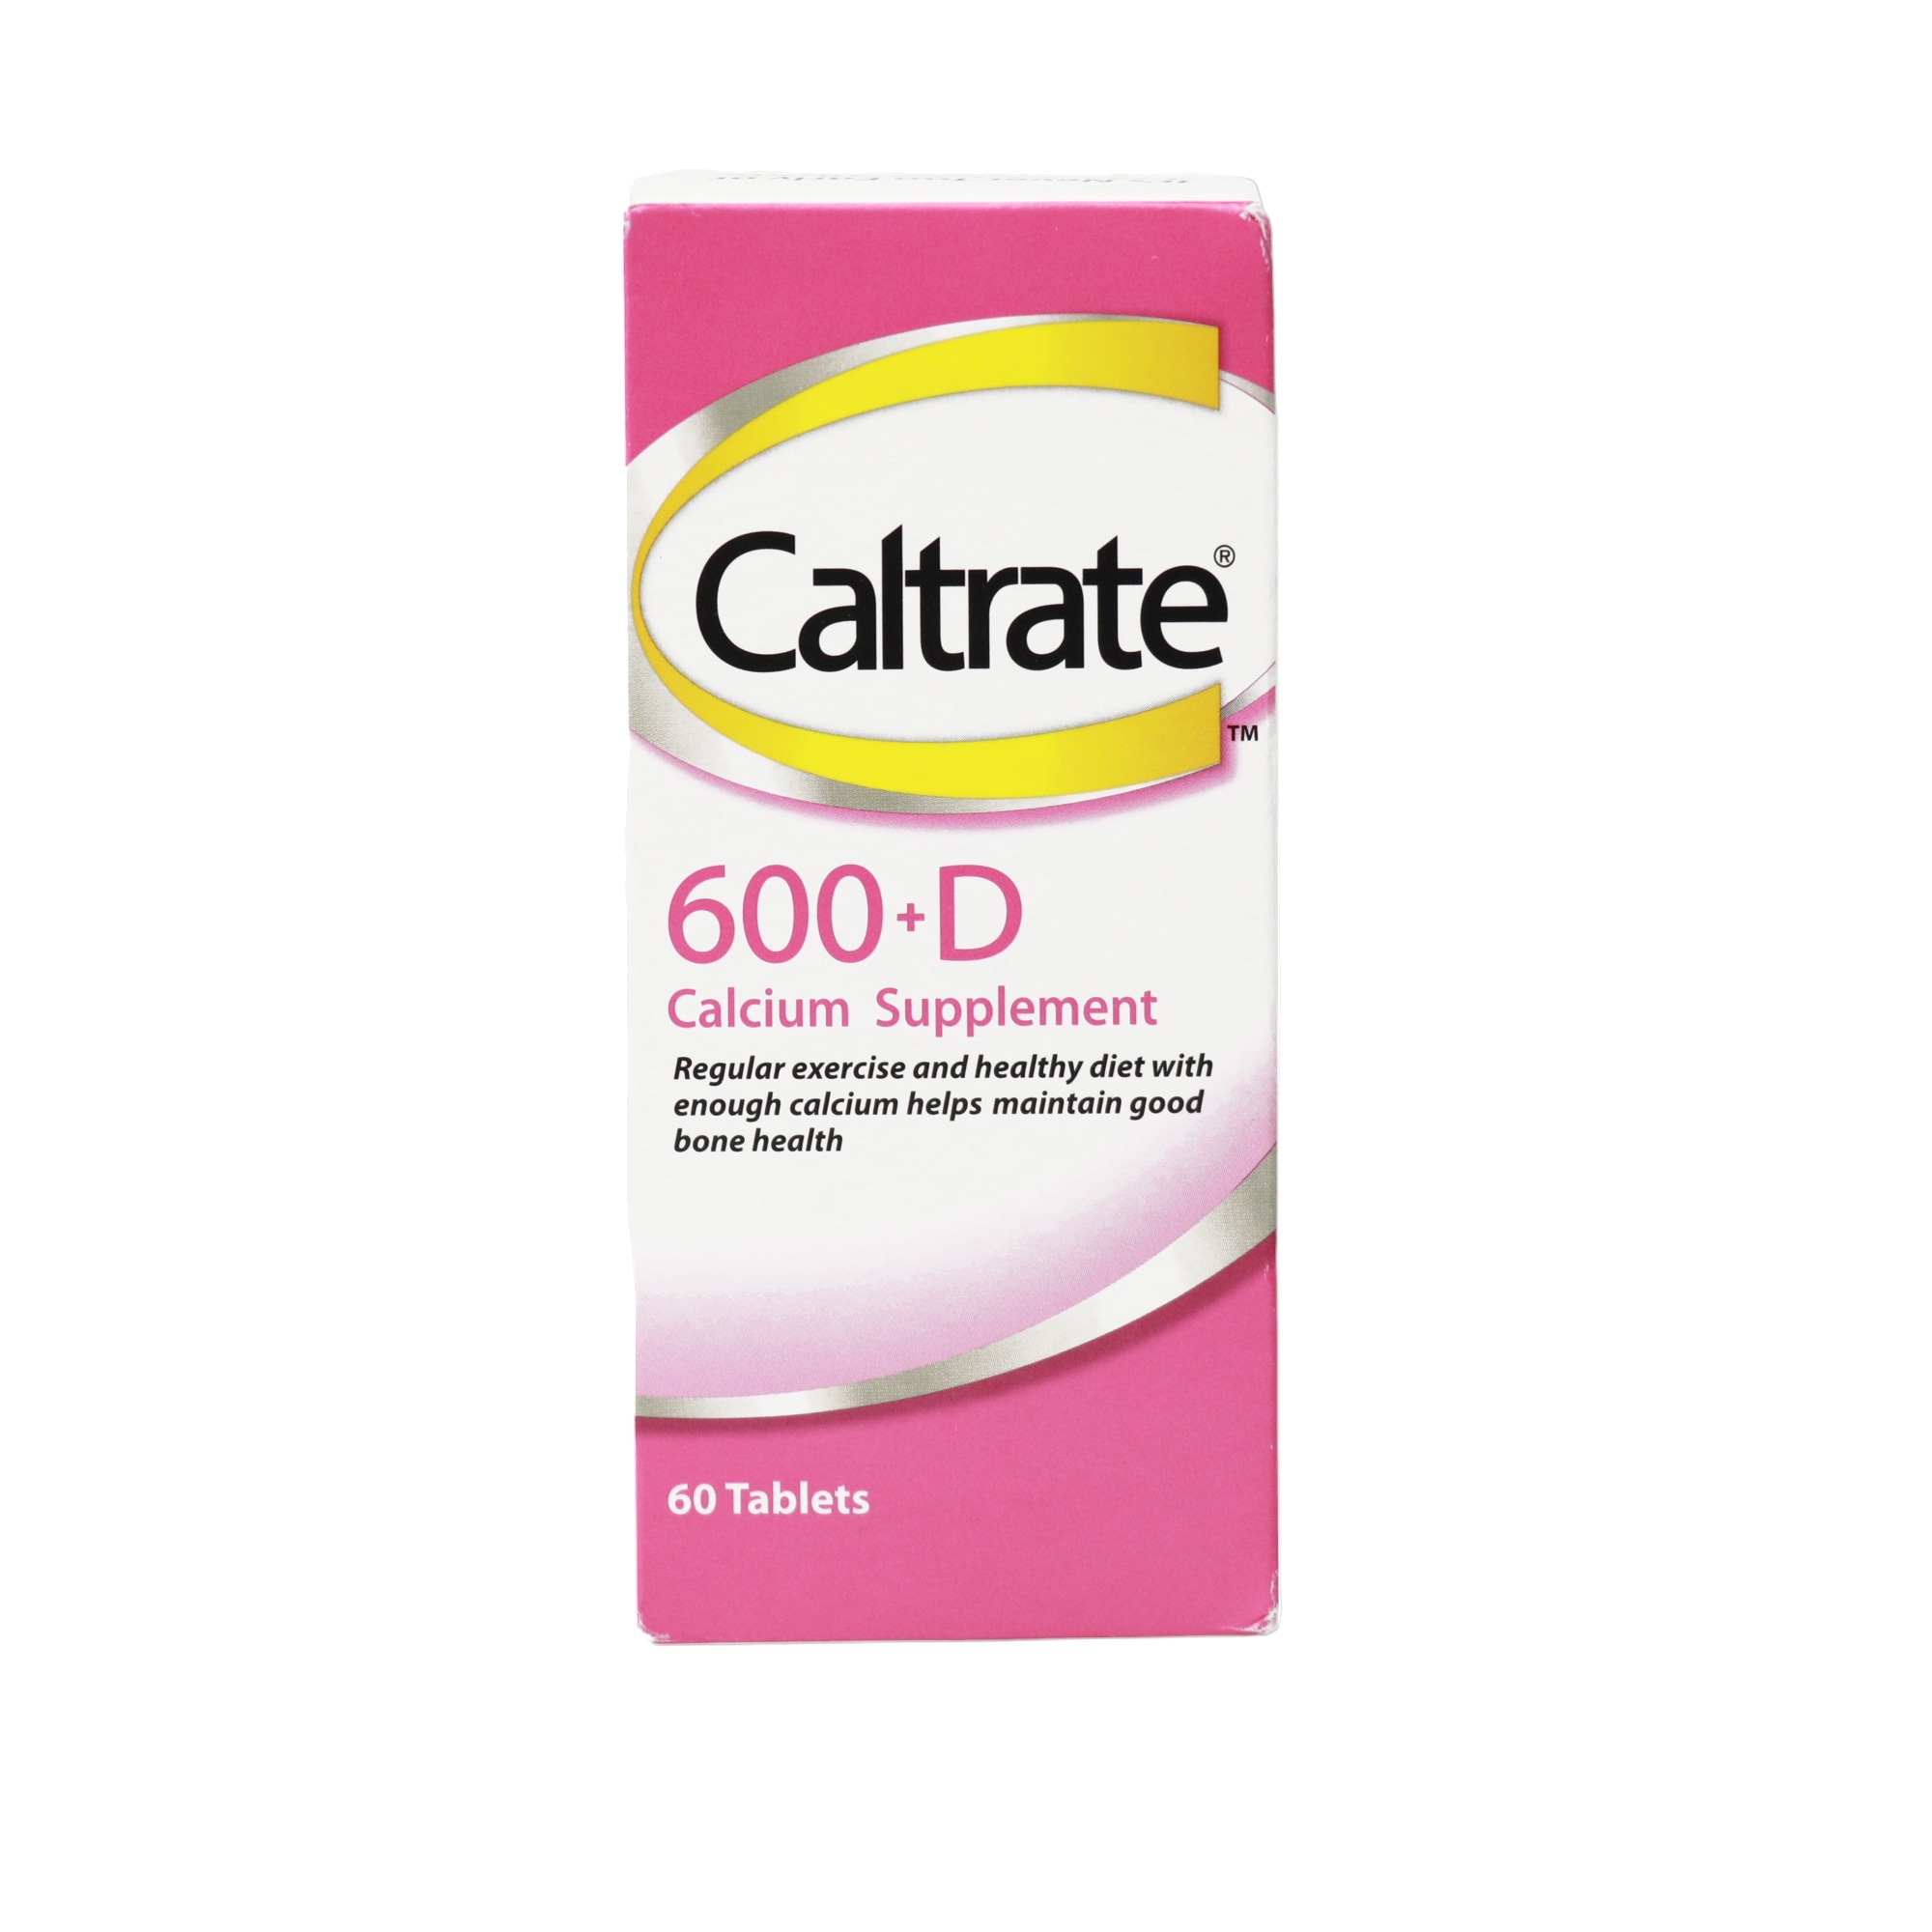 Caltrate®
TM
600+D
Calcium Supplement
Regular exercise and healthy diet with
enough calcium helps maintain good
bone health
60 Tablets